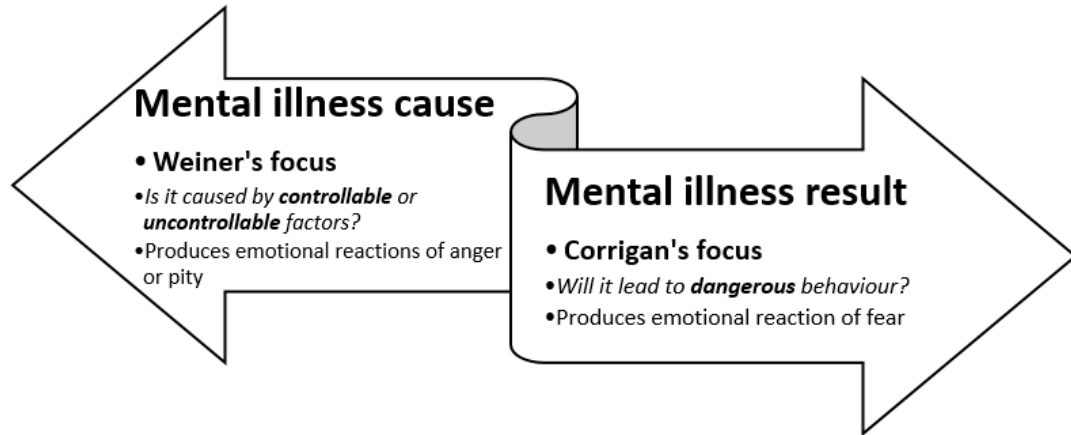 Mental illness cause
• Weiner's focus
•Is it caused by controllable or
uncontrollable factors?
•Produces emotional reactions of anger
or pity
Mental illness result
• Corrigan's focus
•Will it lead to dangerous behaviour?
•Produces emotional reaction of fear